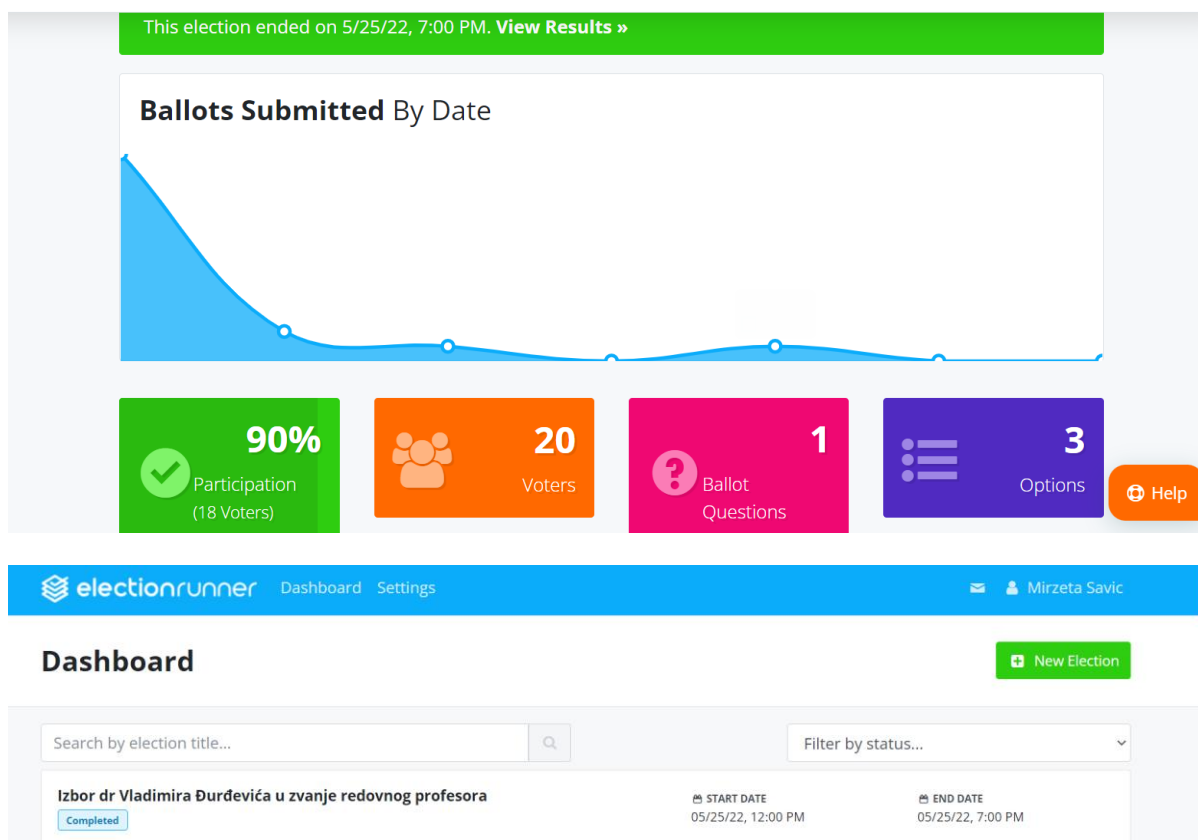 This election ended on 5/25/22, 7:00 PM. View Results »
Ballots Submitted By Date
90%
Participation
(18 Voters)
20
Voters
1
Ballot
Questions
3
Options
Help
electionrunner Dashboard Settings Mirzeta Savic
Dashboard
New Election
Search by election title...
Filter by status...
Izbor dr Vladimira Đurđevića u zvanje redovnog profesora
Completed
START DATE
05/25/22, 12:00 PM
END DATE
05/25/22, 7:00 PM